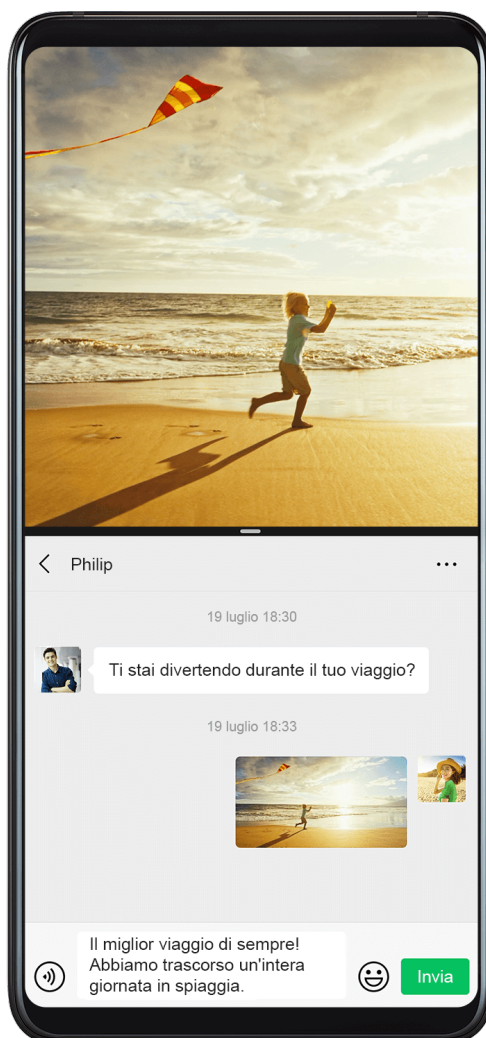 Philip
19 luglio 18:30
Ti stai divertendo durante il tuo viaggio?
19 luglio 18:33
Il miglior viaggio di sempre!
Abbiamo trascorso un'intera
giornata in spiaggia.
Invia